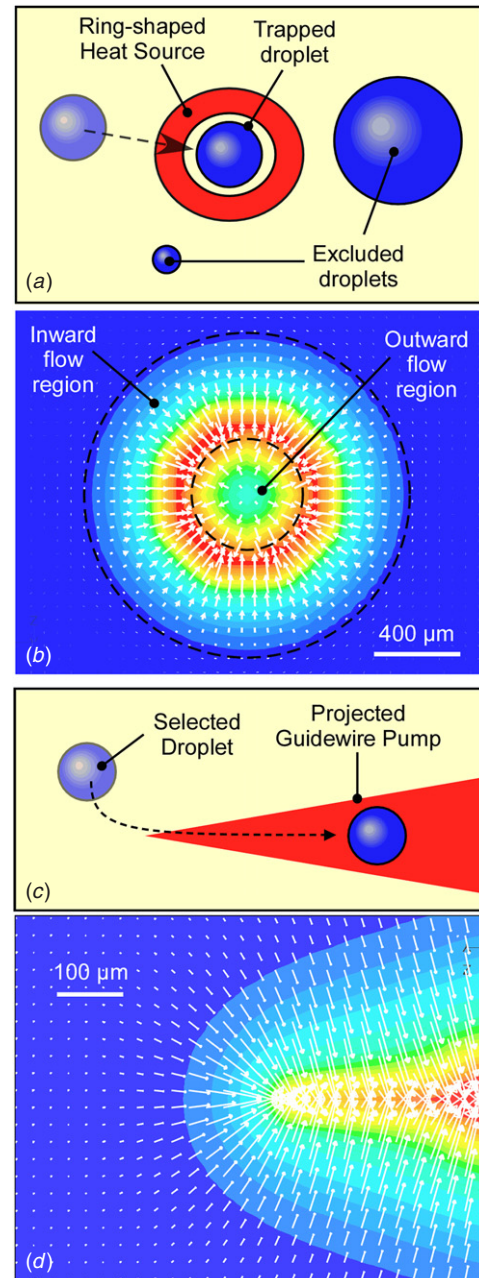 Ring-shaped
Heat Source
Trapped
droplet
Excluded
droplets
(a)
Inward
flow
region
Outward
flow
region
400 µm
(b)
Selected
Droplet
Projected
Guidewire Pump
(c)
100 µm
(d)